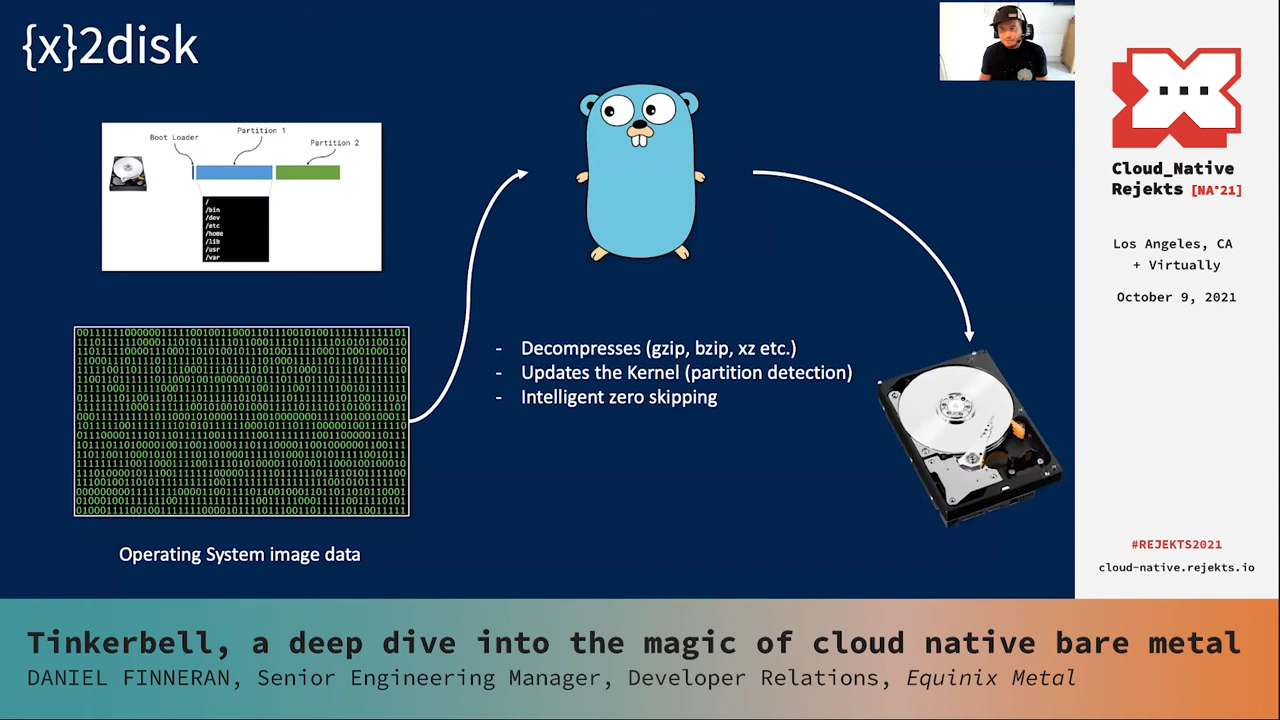 {x}2disk
Boot Loader
Partition 1
Partition 2
/
/bin
/dev
/etc
/home
/lib
/usr
/var
Operating System image data
- Decompresses (gzip, bzip, xz etc.)
- Updates the Kernel (partition detection)
- Intelligent zero skipping
Cloud_Native
Rejekts [NA'21]
Los Angeles, CA
+ Virtually
October 9, 2021
#REJEKTS2021
cloud-native.rejekts.io
Tinkerbell, a deep dive into the magic of cloud native bare metal
DANIEL FINNERAN, Senior Engineering Manager, Developer Relations, Equinix Metal